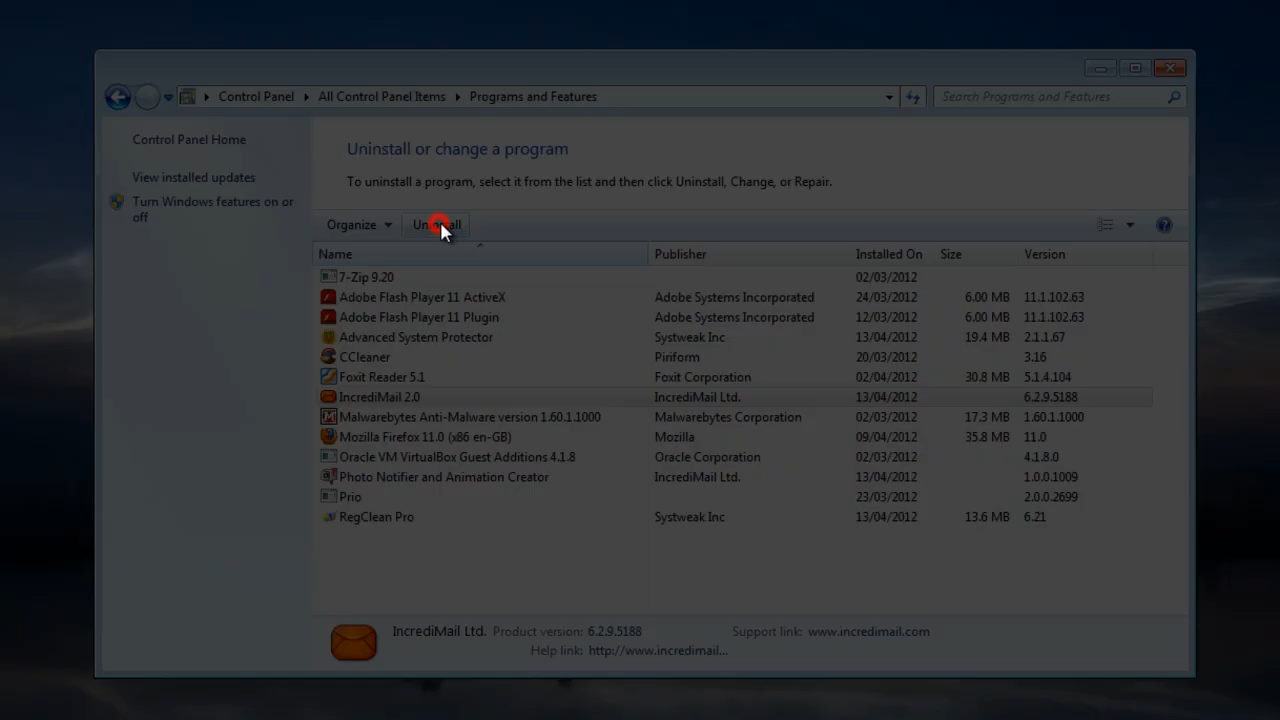 Control Panel All Control Panel Items Programs and Features Search Programs and Features
Control Panel Home
View installed updates
Turn Windows features on or
off
Uninstall or change a program
To uninstall a program, select it from the list and then click Uninstall, Change, or Repair.
Organize Uninstall
Name Publisher Installed On Size Version
7-Zip 9.20 02/03/2012
Adobe Flash Player 11 ActiveX Adobe Systems Incorporated 24/03/2012 6.00 MB 11.1.102.63
Adobe Flash Player 11 Plugin Adobe Systems Incorporated 12/03/2012 6.00 MB 11.1.102.63
Advanced System Protector Systweak Inc 13/04/2012 19.4 MB 2.1.1.67
CCleaner Piriform 20/03/2012 3.16
Foxit Reader 5.1 Foxit Corporation 02/04/2012 30.8 MB 5.1.4.104
IncrediMail 2.0 IncrediMail Ltd. 13/04/2012 6.2.9.5188
Malwarebytes Anti-Malware version 1.60.1.1000 Malwarebytes Corporation 02/03/2012 17.3 MB 1.60.1.1000
Mozilla Firefox 11.0 (x86 en-GB) Mozilla 09/04/2012 35.8 MB 11.0
Oracle VM VirtualBox Guest Additions 4.1.8 Oracle Corporation 02/03/2012 4.1.8.0
Photo Notifier and Animation Creator IncrediMail Ltd. 13/04/2012 1.0.0.1009
Prio 23/03/2012 2.0.0.2699
RegClean Pro Systweak Inc 13/04/2012 13.6 MB 6.21
IncrediMail Ltd. Product version: 6.2.9.5188 Support link: www.incredimail.com
Help link: http://www.incredimail...